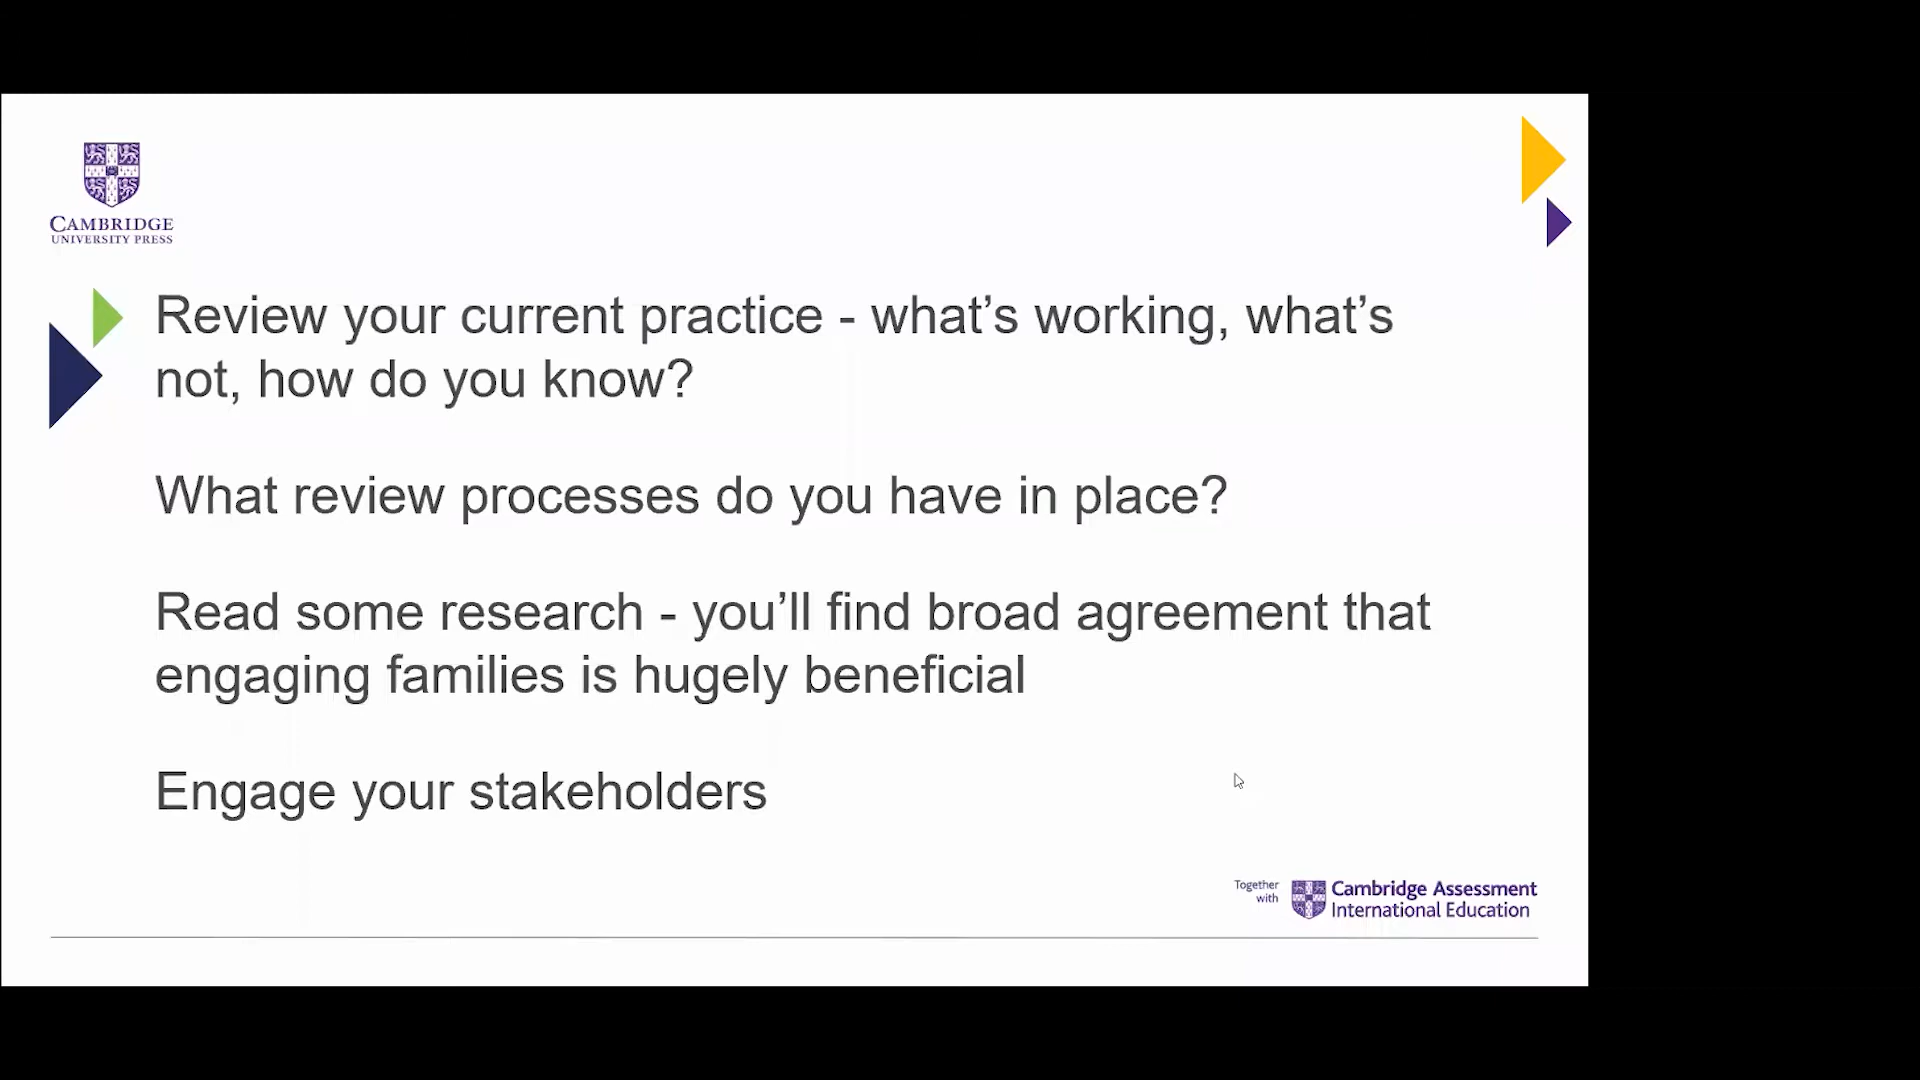 CAMBRIDGE
UNIVERSITY PRESS
Review your current practice - what’s working, what’s
not, how do you know?
What review processes do you have in place?
Read some research - you’ll find broad agreement that
engaging families is hugely beneficial
Engage your stakeholders
Together
with
Cambridge Assessment
International Education